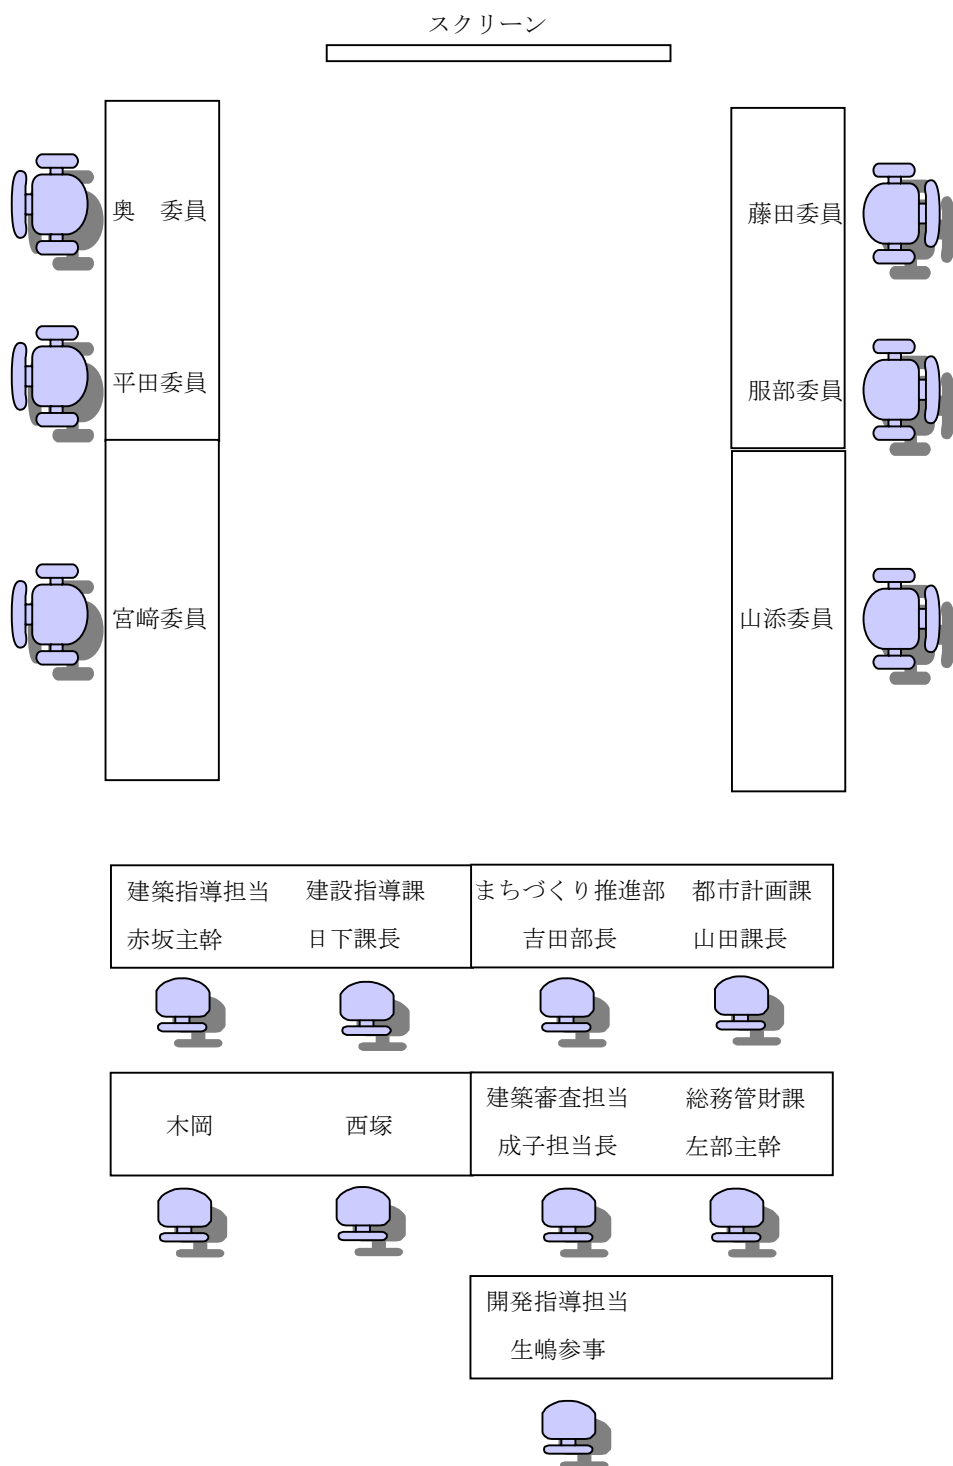 スクリーン
奥　委員
藤田委員
平田委員
服部委員
宮﨑委員
山添委員
建築指導担当
赤坂主幹
建設指導課
日下課長
まちづくり推進部
吉田部長
都市計画課
山田課長
木岡
西塚
建築審査担当
成子担当長
総務管財課
左部主幹
開発指導担当
生嶋参事